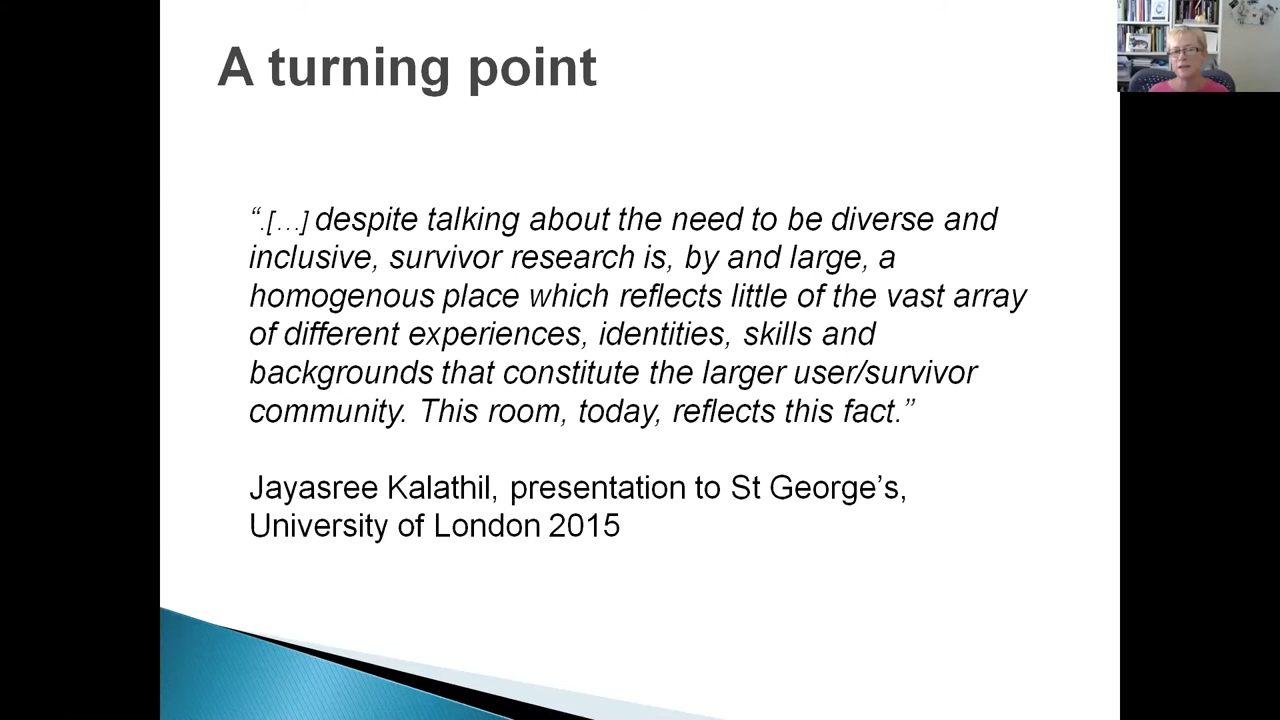 A turning point
“.[…] despite talking about the need to be diverse and
inclusive, survivor research is, by and large, a
homogenous place which reflects little of the vast array
of different experiences, identities, skills and
backgrounds that constitute the larger user/survivor
community. This room, today, reflects this fact.”
Jayasree Kalathil, presentation to St George’s,
University of London 2015